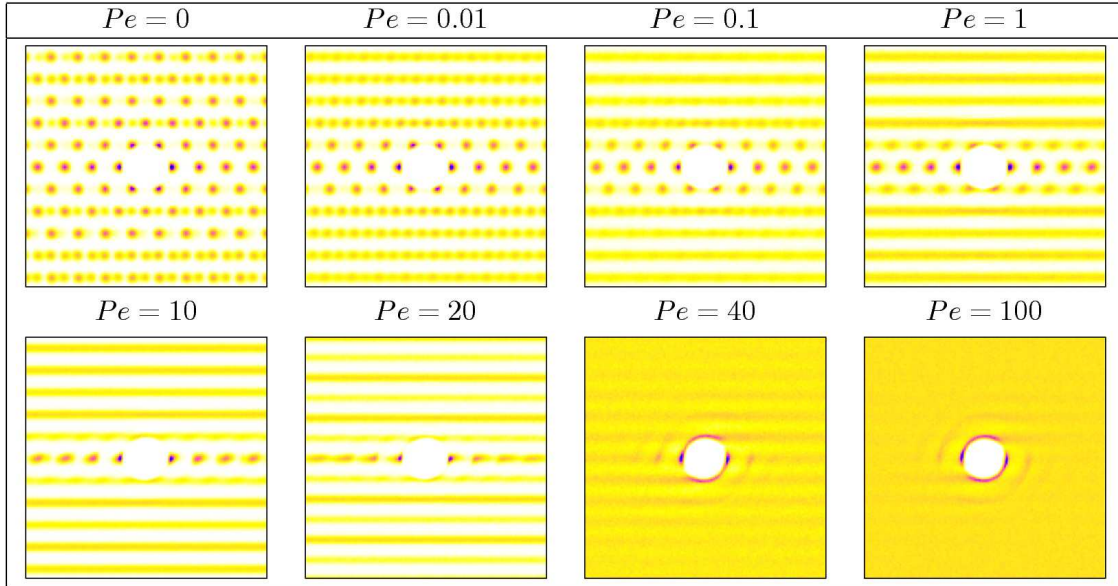 Pe = 0 Pe = 0.01 Pe = 0.1 Pe = 1
Pe = 10 Pe = 20 Pe = 40 Pe = 100